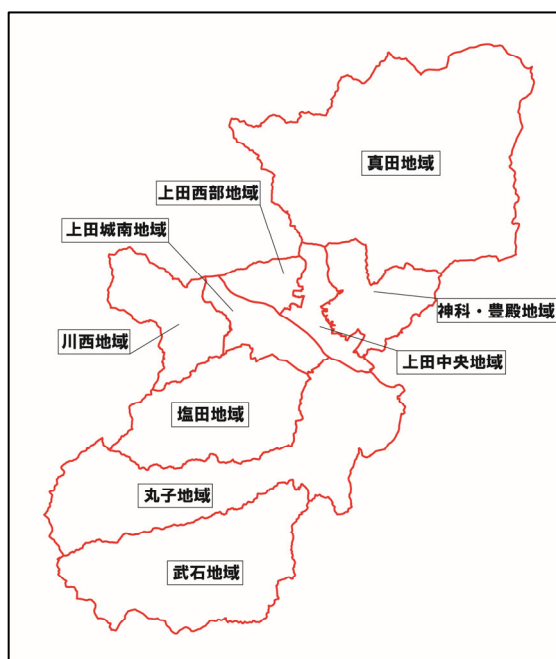 真田地域
上田西部地域
上田城南地域
神科・豊殿地域
川西地域
上田中央地域
塩田地域
丸子地域
武石地域